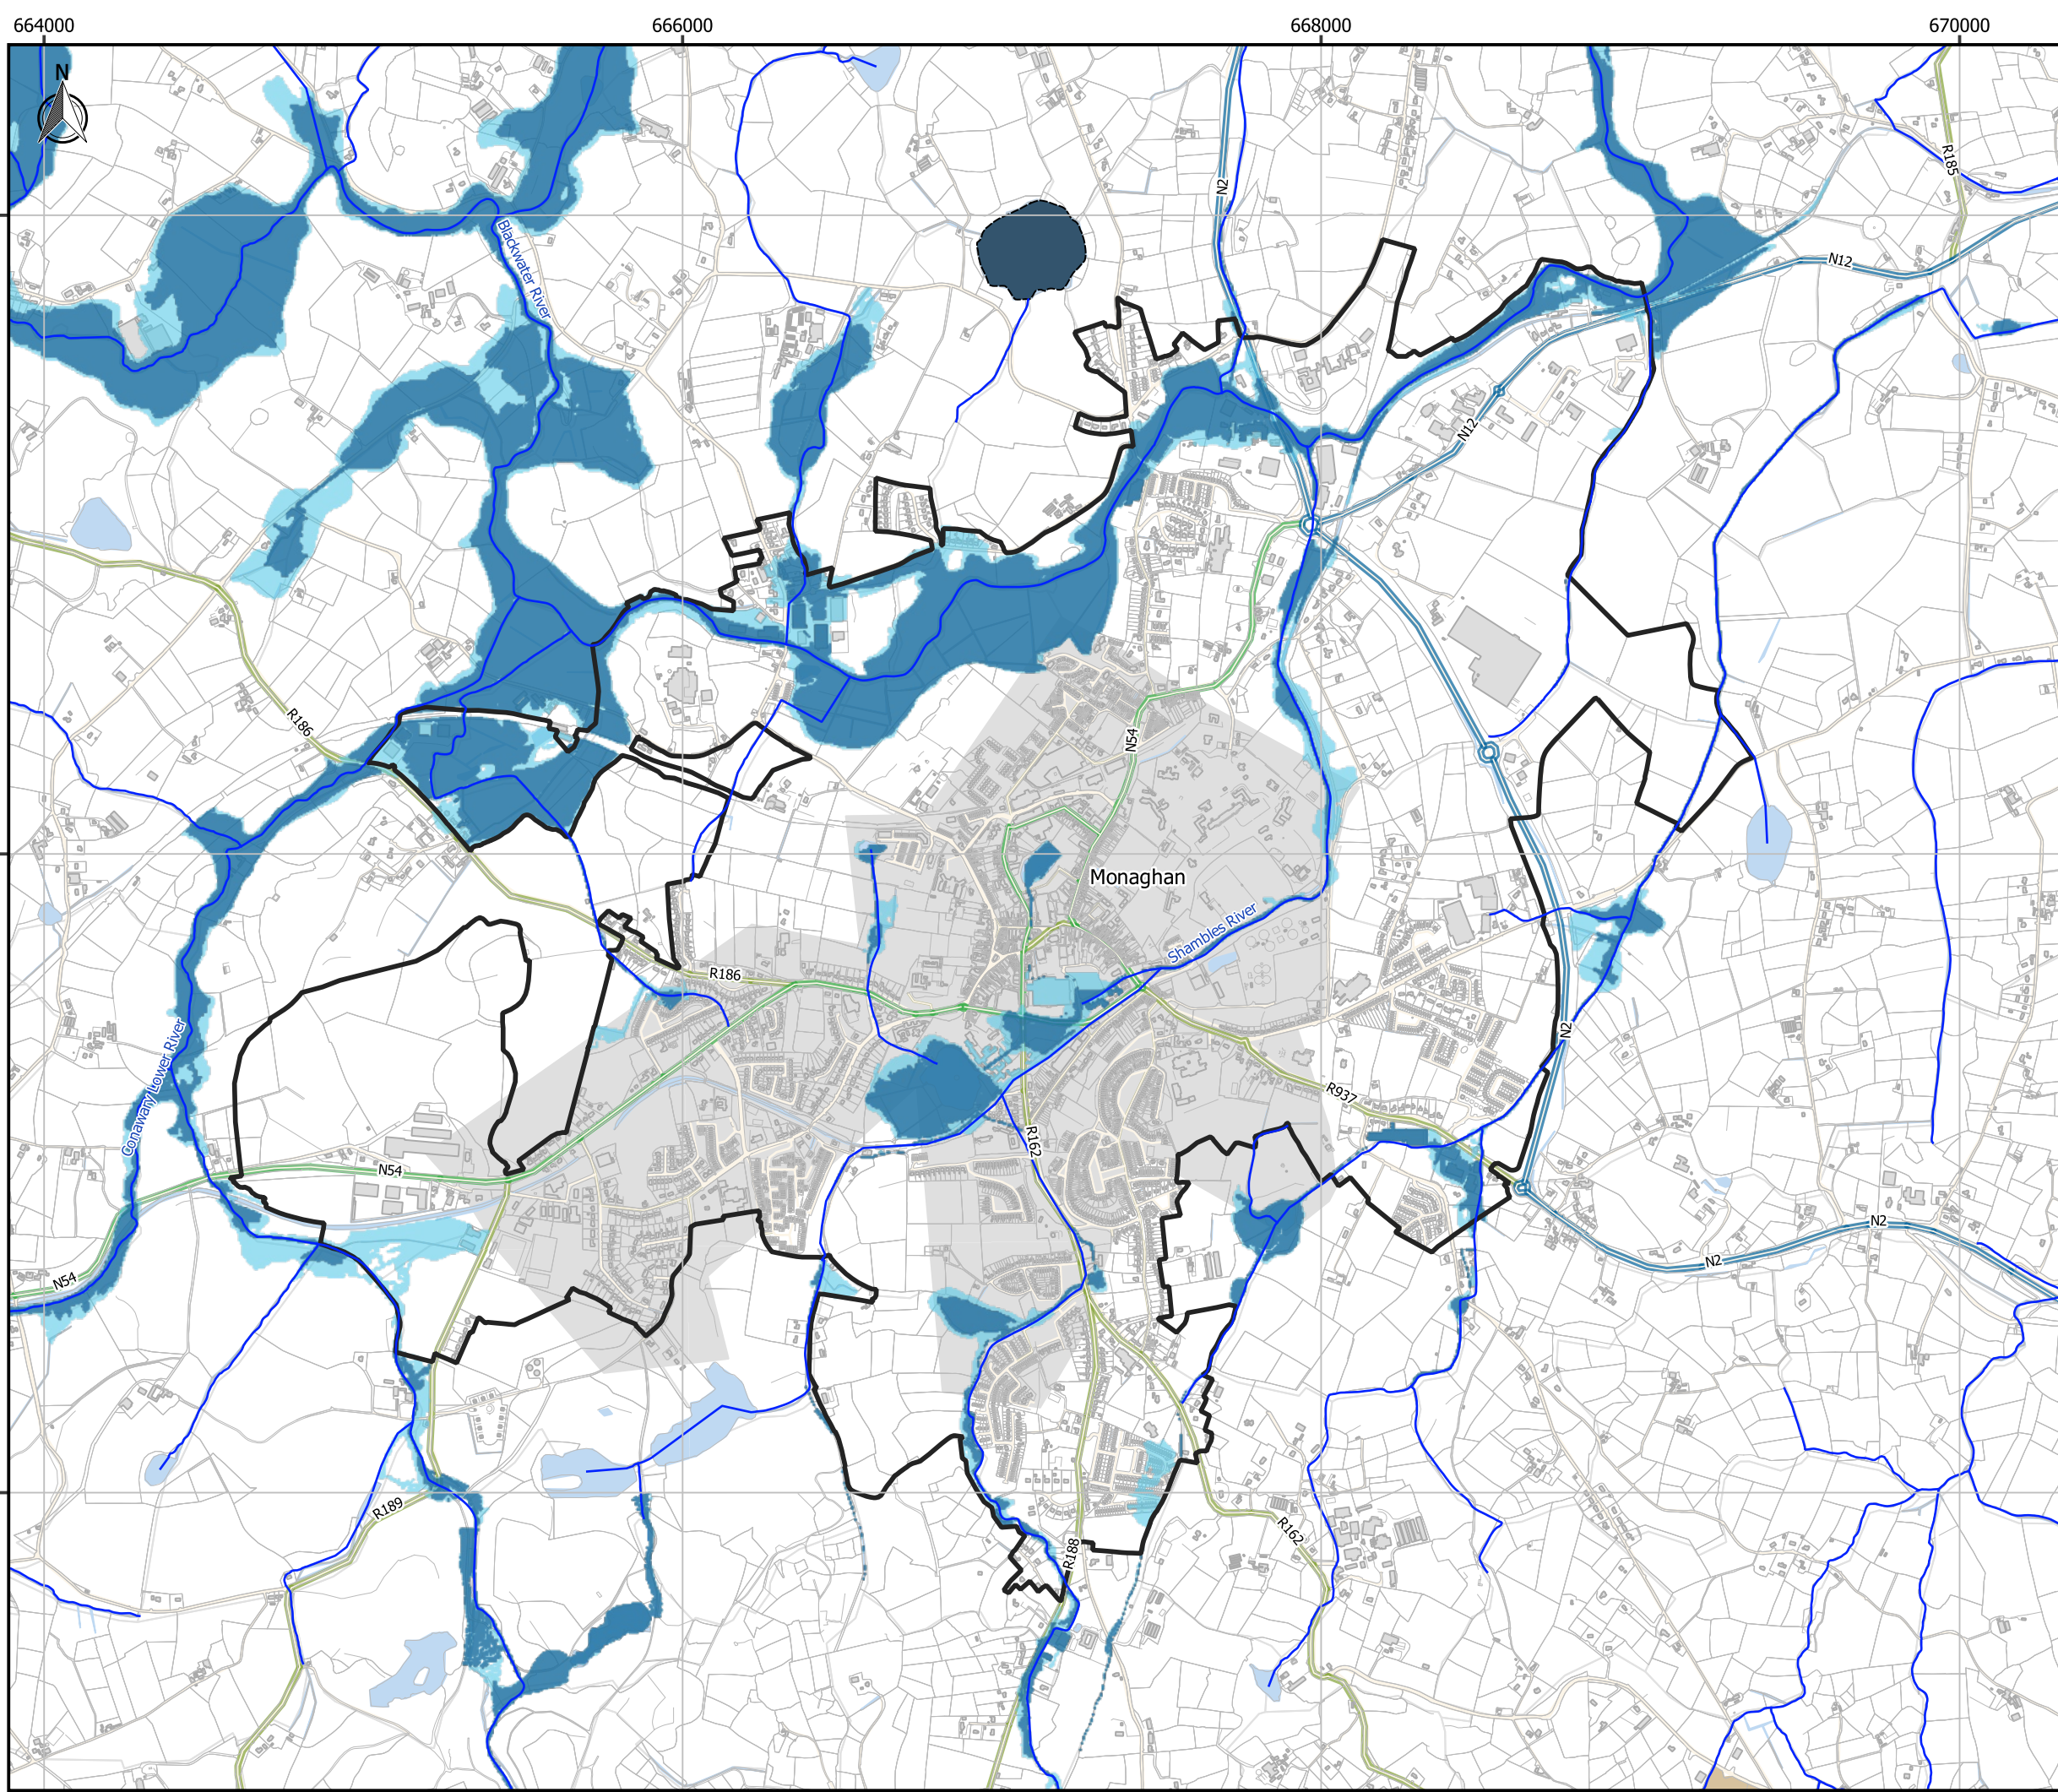 664000
666000
668000
670000
N
N2
R185
N12
Blackwater River
N12
R186
N54
Monaghan
Shambles River
R186
N2
Conawary Lower River
R937
R162
N54
N2
N2
N54
R189
R162
R188